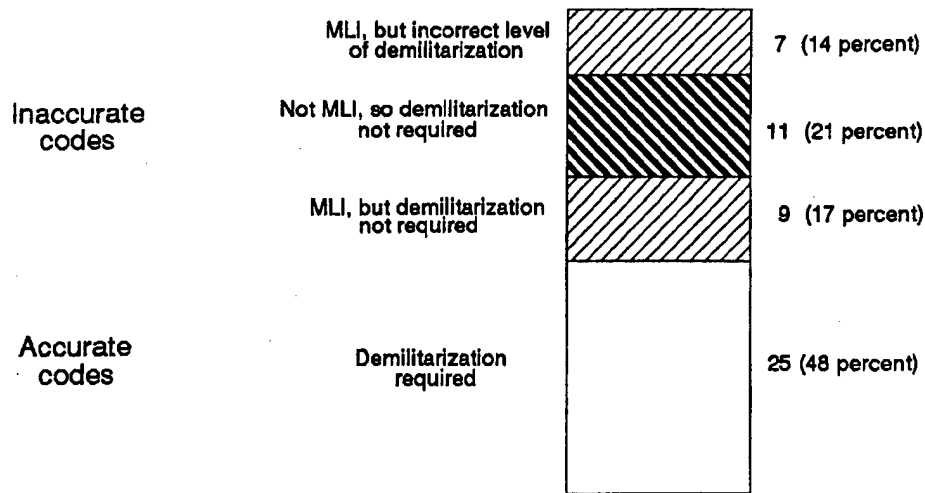 MLI, but incorrect level
of demilitarization
7 (14 percent)
Inaccurate
codes
Not MLI, so demilitarization
not required
11 (21 percent)
MLI, but demilitarization
not required
9 (17 percent)
Accurate
codes
Demilitarization
required
25 (48 percent)